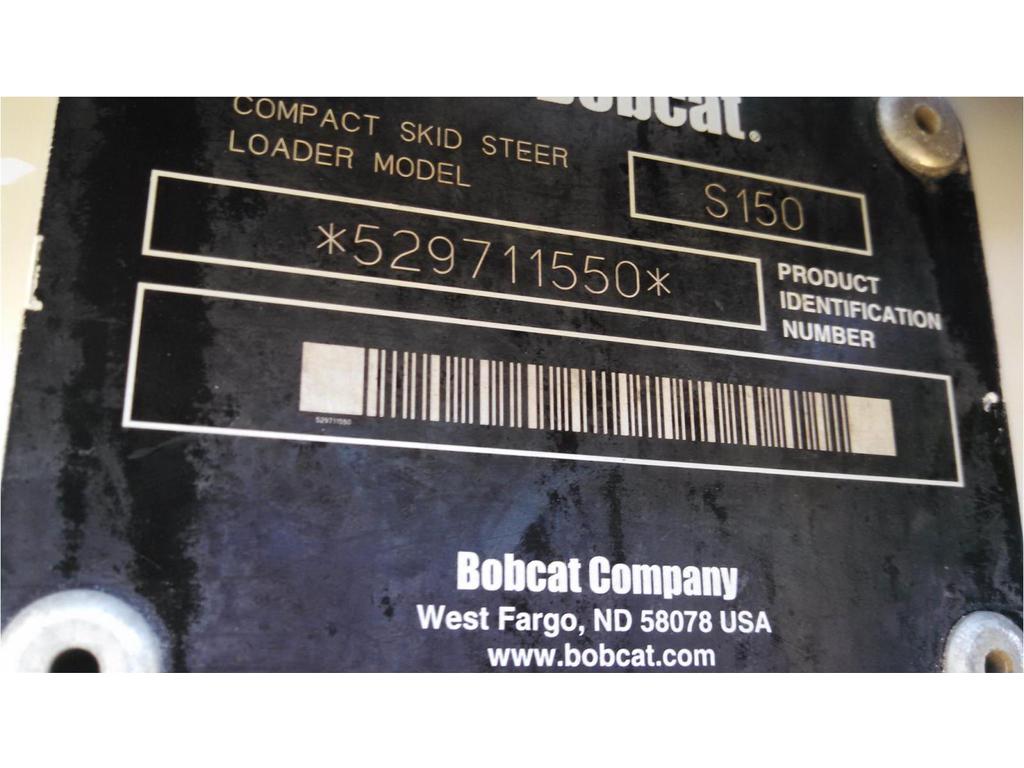 Bobcat.
COMPACT SKID STEER
LOADER MODEL
S150
*529711550*
PRODUCT
IDENTIFICATION
NUMBER
529711550
Bobcat Company
West Fargo, ND 58078 USA
www.bobcat.com